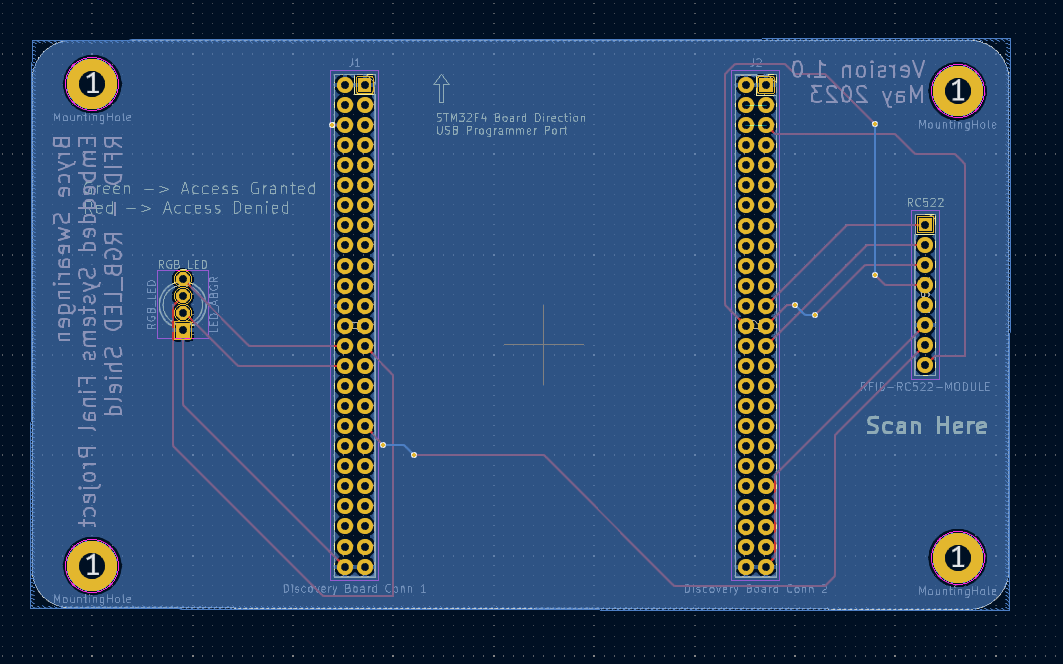 J1
J2
Version 1.0
May 2023
1
MountingHole
1
MountingHole
STM32F4 Board Direction
USB Programmer Port
RFID RGB_LED Shield
Embedded Systems Final Project
Bryce Swearingen
Green -> Access Granted
Red -> Access Denied
RC522
RGB_LED
RGB_LED
LED_ABGR
RFID-RC522-MODULE
Scan Here
1
MountingHole
1
MountingHole
Discovery Board Conn 1
Discovery Board Conn 2